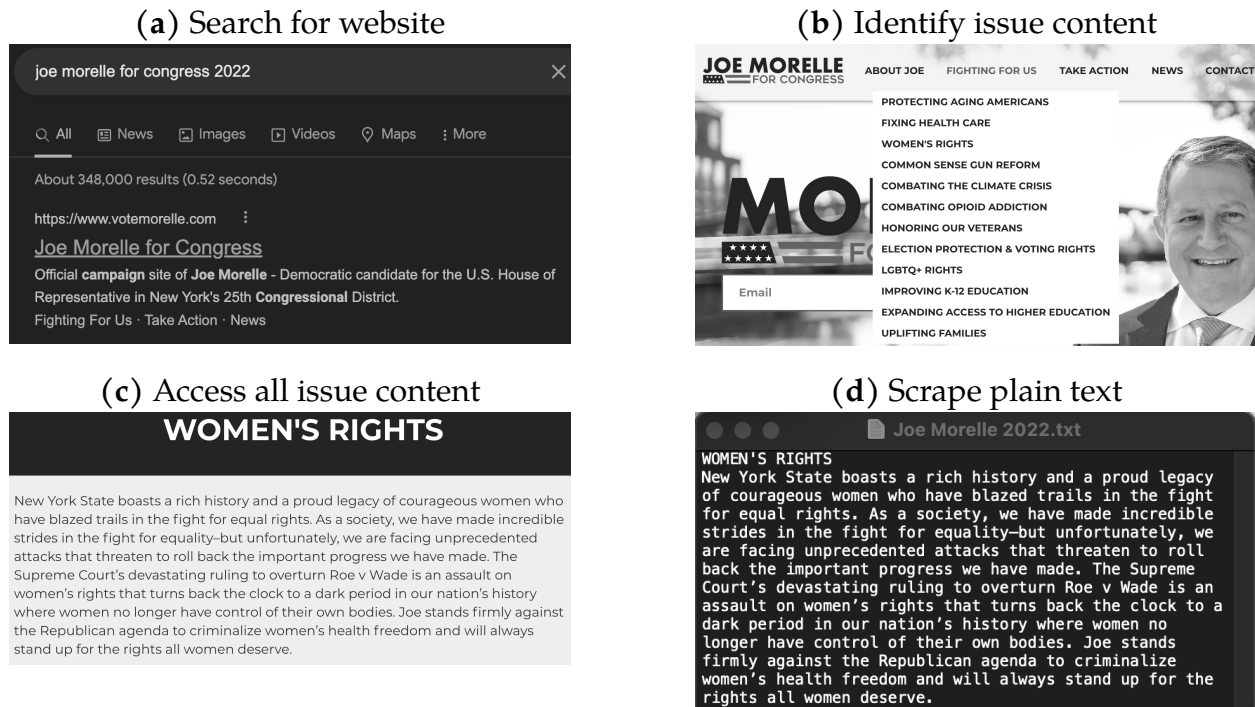 (a) Search for website
joe morelle for congress 2022
All News Images Videos Maps More
About 348,000 results (0.52 seconds)
https://www.votemorelle.com
Joe Morelle for Congress
Official campaign site of Joe Morelle - Democratic candidate for the U.S. House of
Representative in New York's 25th Congressional District.
Fighting For Us · Take Action · News
(b) Identify issue content
JOE MORELLE
FOR CONGRESS
ABOUT JOE FIGHTING FOR US TAKE ACTION NEWS CONTACT
PROTECTING AGING AMERICANS
FIXING HEALTH CARE
WOMEN'S RIGHTS
COMMON SENSE GUN REFORM
COMBATING THE CLIMATE CRISIS
COMBATING OPIOID ADDICTION
HONORING OUR VETERANS
ELECTION PROTECTION & VOTING RIGHTS
LGBTQ+ RIGHTS
IMPROVING K-12 EDUCATION
EXPANDING ACCESS TO HIGHER EDUCATION
UPLIFTING FAMILIES
MO
Email
(c) Access all issue content
WOMEN'S RIGHTS
New York State boasts a rich history and a proud legacy of courageous women who
have blazed trails in the fight for equal rights. As a society, we have made incredible
strides in the fight for equality–but unfortunately, we are facing unprecedented
attacks that threaten to roll back the important progress we have made. The
Supreme Court's devastating ruling to overturn Roe v Wade is an assault on
women's rights that turns back the clock to a dark period in our nation's history
where women no longer have control of their own bodies. Joe stands firmly against
the Republican agenda to criminalize women's health freedom and will always
stand up for the rights all women deserve.
(d) Scrape plain text
Joe Morelle 2022.txt
WOMEN'S RIGHTS
New York State boasts a rich history and a proud legacy
of courageous women who have blazed trails in the fight
for equal rights. As a society, we have made incredible
strides in the fight for equality–but unfortunately, we
are facing unprecedented attacks that threaten to roll
back the important progress we have made. The Supreme
Court's devastating ruling to overturn Roe v Wade is an
assault on women's rights that turns back the clock to a
dark period in our nation's history where women no
longer have control of their own bodies. Joe stands
firmly against the Republican agenda to criminalize
women's health freedom and will always stand up for the
rights all women deserve.